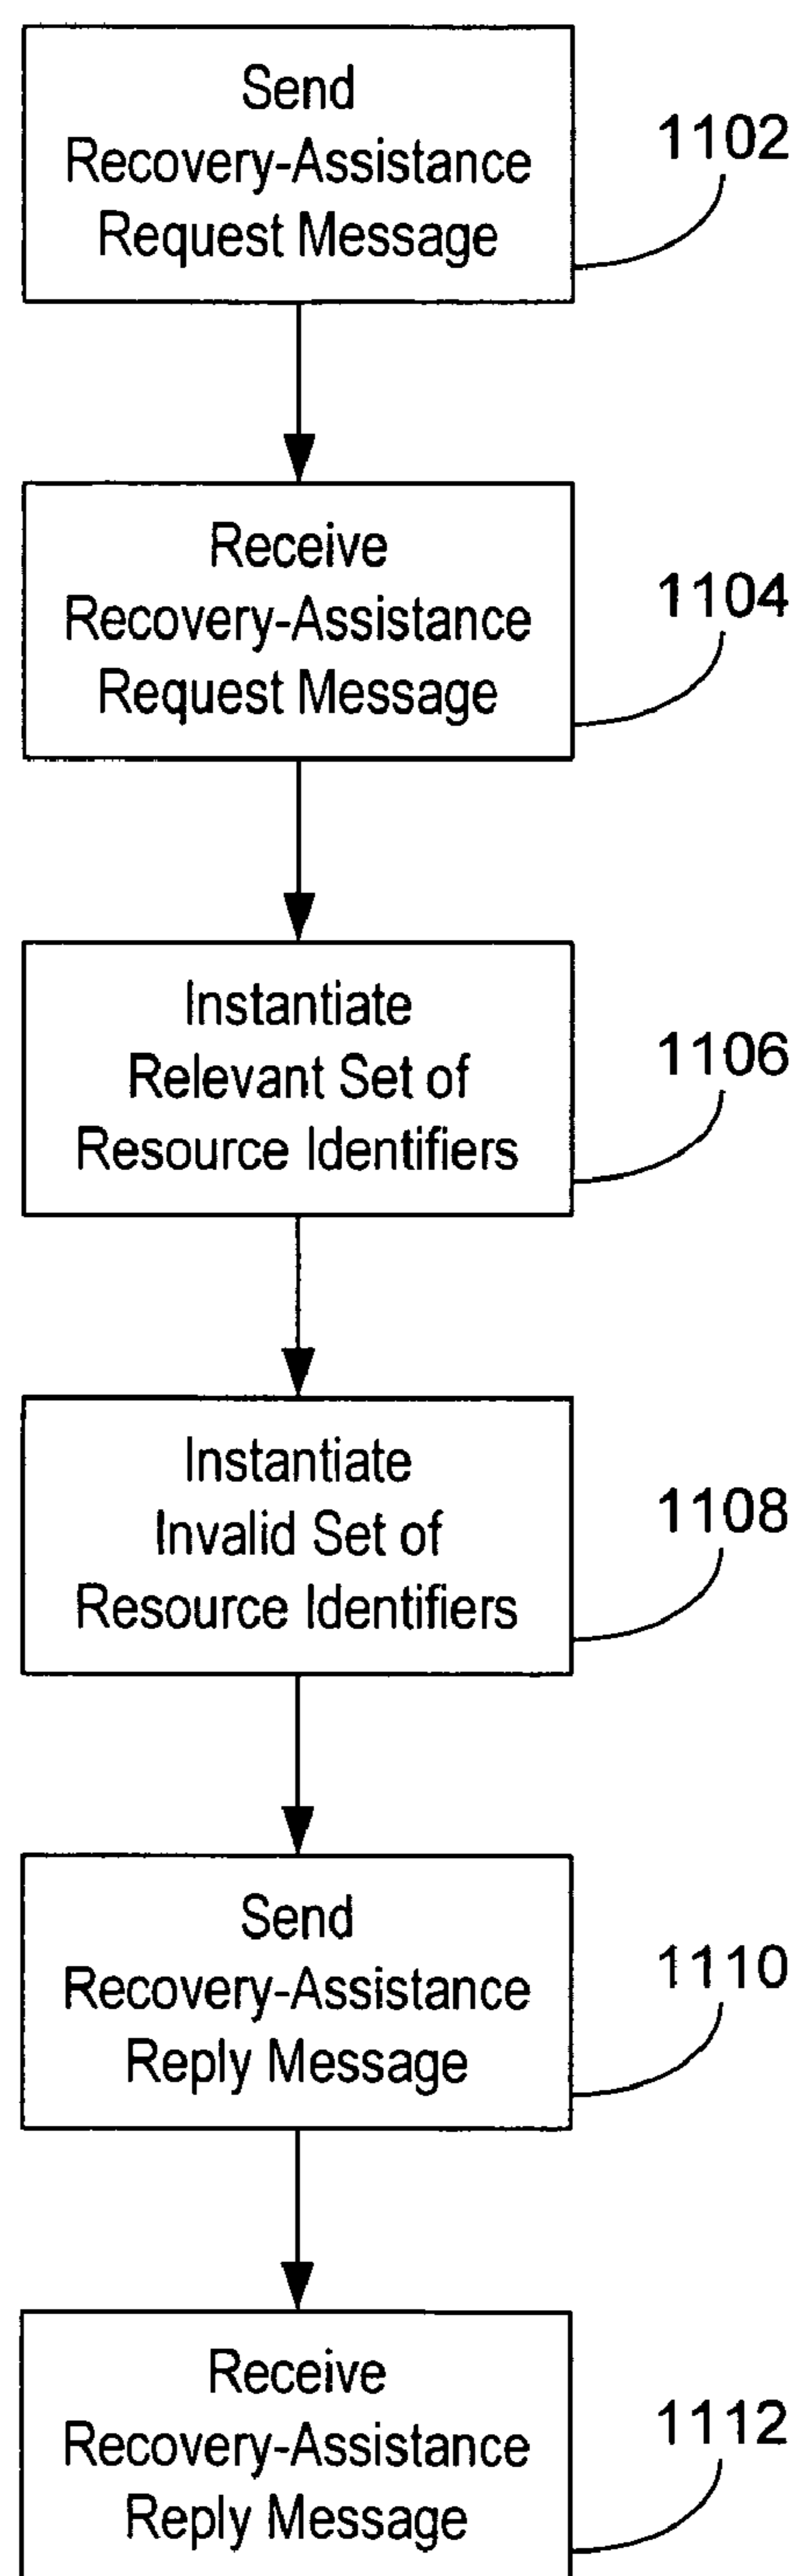 Send
Recovery-Assistance
Request Message
1102
Receive
Recovery-Assistance
Request Message
1104
Instantiate
Relevant Set of
Resource Identifiers
1106
Instantiate
Invalid Set of
Resource Identifiers
1108
Send
Recovery-Assistance
Reply Message
1110
Receive
Recovery-Assistance
Reply Message
1112